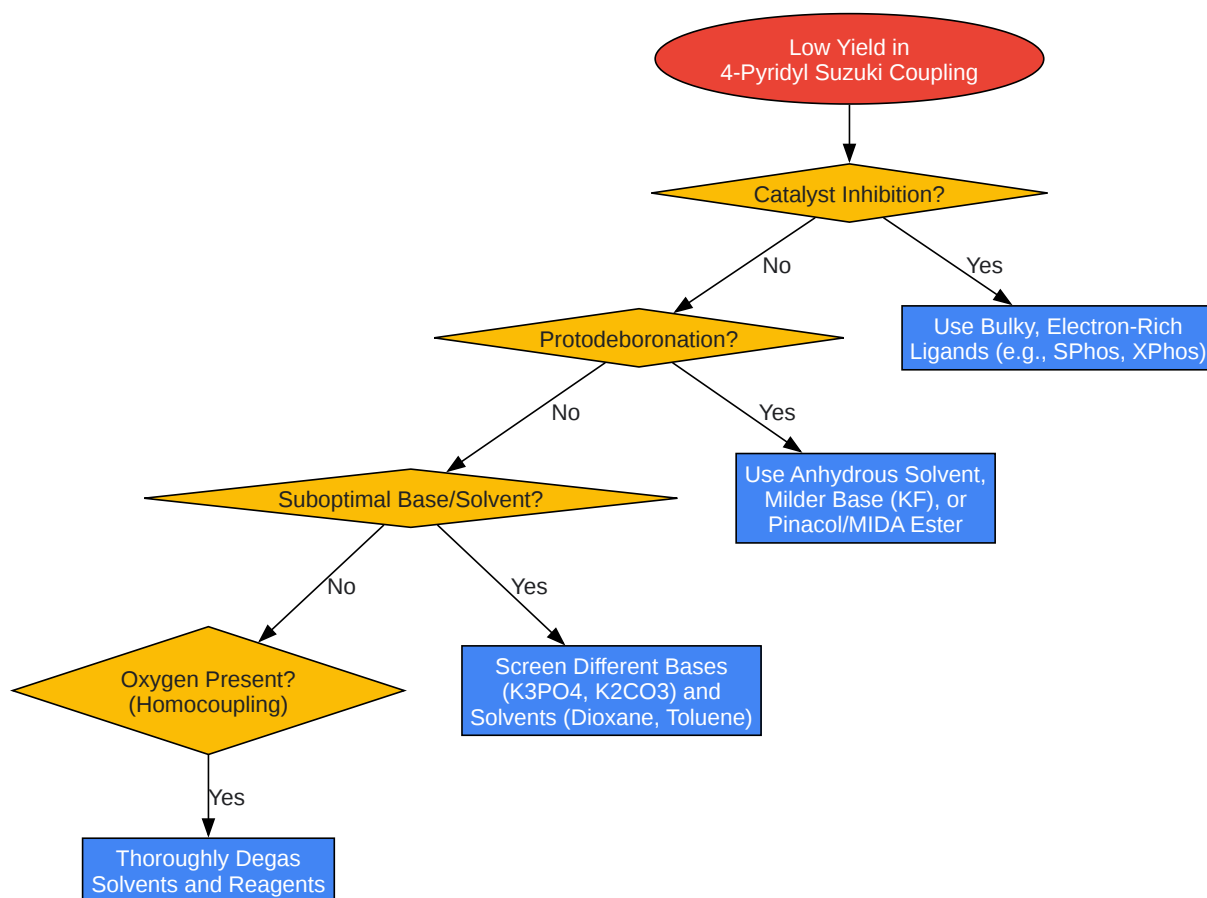 Low Yield in
4-Pyridyl Suzuki Coupling
Catalyst Inhibition?
No
Yes
Protodeboronation?
Use Bulky, Electron-Rich
Ligands (e.g., SPhos, XPhos)
No
Yes
Suboptimal Base/Solvent?
Use Anhydrous Solvent,
Milder Base (KF), or
Pinacol/MIDA Ester
No
Yes
Oxygen Present?
(Homocoupling)
Screen Different Bases
(K3PO4, K2CO3) and
Solvents (Dioxane, Toluene)
Yes
Thoroughly Degas
Solvents and Reagents